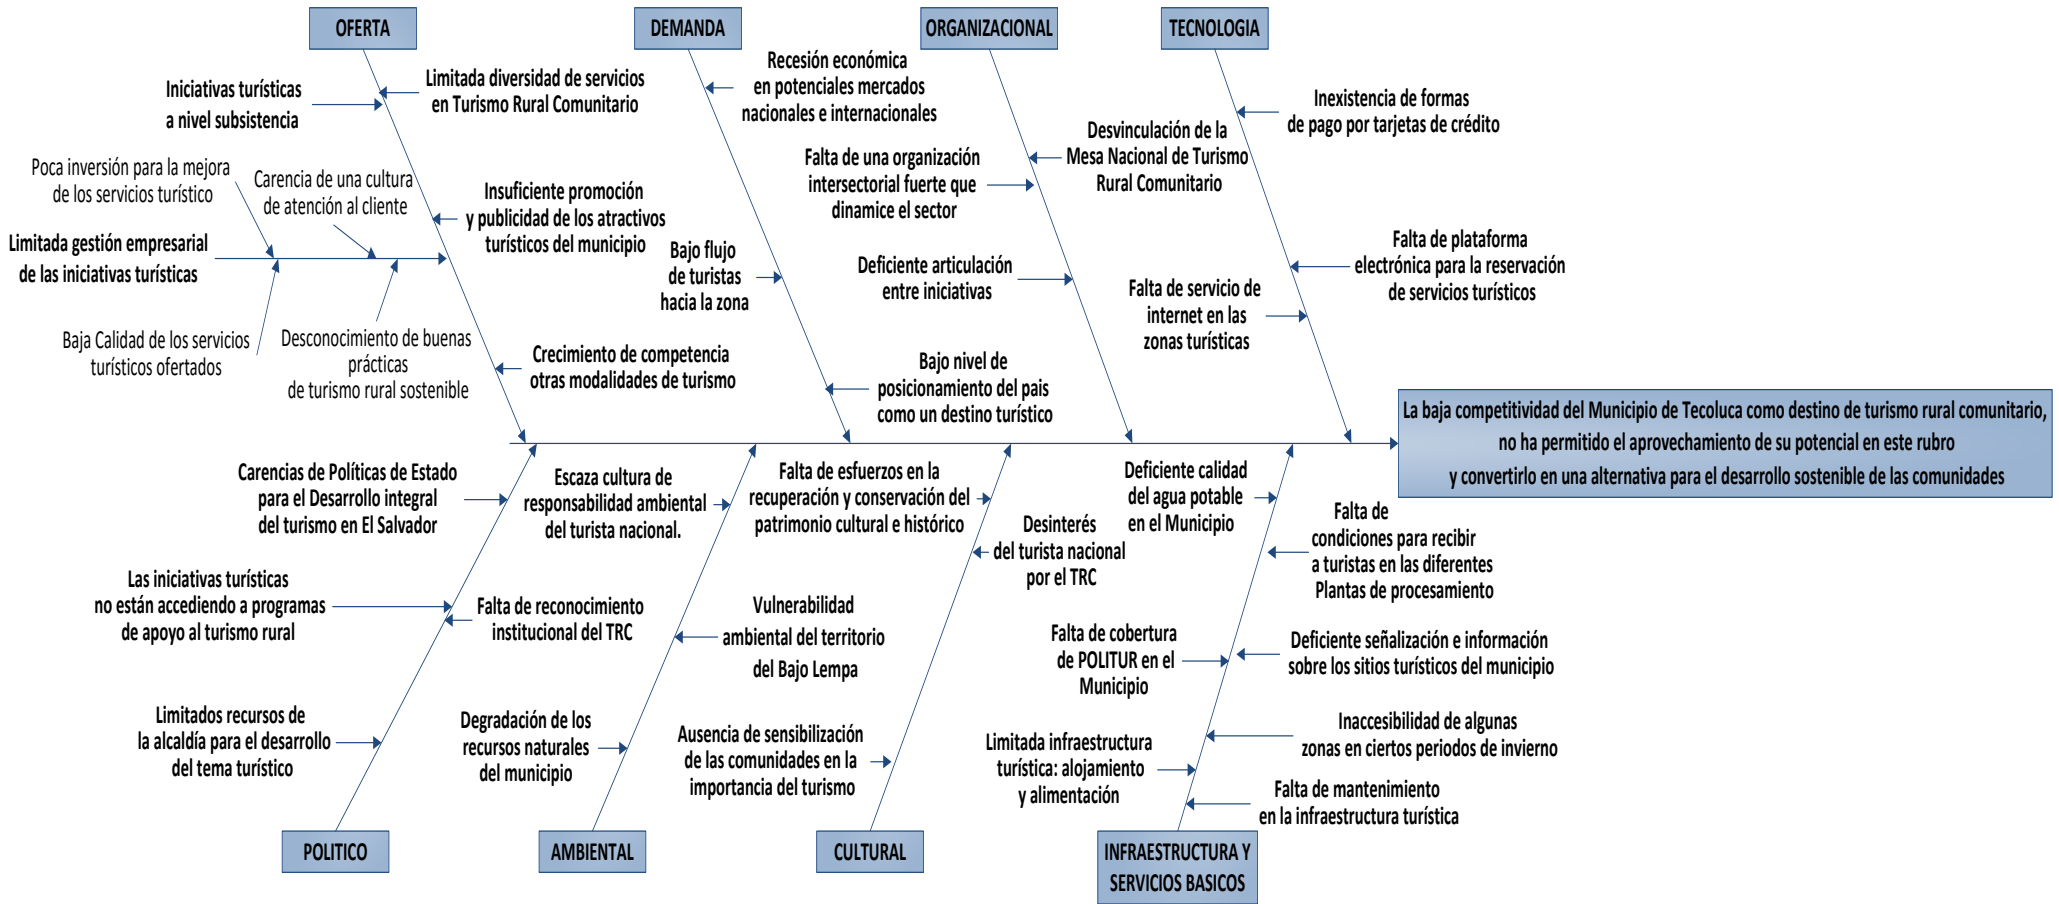 OFERTA
DEMANDA
ORGANIZACIONAL
TECNOLOGIA
Iniciativas turísticas
a nivel subsistencia
Limitada diversidad de servicios
en Turismo Rural Comunitario
Poca inversión para la mejora
de los servicios turístico
Carencia de una cultura
de atención al cliente
Insuficiente promoción
y publicidad de los atractivos
turísticos del municipio
Limitada gestión empresarial
de las iniciativas turísticas
Baja Calidad de los servicios
turísticos ofertados
Desconocimiento de buenas
prácticas
de turismo rural sostenible
Crecimiento de competencia
otras modalidades de turismo
Recesión económica
en potenciales mercados
nacionales e internacionales
Bajo flujo
de turistas
hacia la zona
Bajo nivel de
posicionamiento del pais
como un destino turístico
Falta de una organización
intersectorial fuerte que
dinamice el sector
Desvinculación de la
Mesa Nacional de Turismo
Rural Comunitario
Deficiente articulación
entre iniciativas
Inexistencia de formas
de pago por tarjetas de crédito
Falta de plataforma
electrónica para la reservación
de servicios turísticos
Falta de servicio de
internet en las
zonas turísticas
La baja competitividad del Municipio de Tecoluca como destino de turismo rural comunitario,
no ha permitido el aprovechamiento de su potencial en este rubro
y convertirlo en una alternativa para el desarrollo sostenible de las comunidades
Carencias de Políticas de Estado
para el Desarrollo integral
del turismo en El Salvador
Las iniciativas turísticas
no están accediendo a programas
de apoyo al turismo rural
Falta de reconocimiento
institucional del TRC
Limitados recursos de
la alcaldía para el desarrollo
del tema turístico
Escaza cultura de
responsabilidad ambiental
del turista nacional.
Vulnerabilidad
ambiental del territorio
del Bajo Lempa
Degradación de los
recursos naturales
del municipio
Falta de esfuerzos en la
recuperación y conservación del
patrimonio cultural e histórico
Desinterés
del turista nacional
por el TRC
Ausencia de sensibilización
de las comunidades en la
importancia del turismo
Deficiente calidad
del agua potable
en el Municipio
Falta de
condiciones para recibir
a turistas en las diferentes
Plantas de procesamiento
Falta de cobertura
de POLITUR en el
Municipio
Deficiente señalización e información
sobre los sitios turísticos del municipio
Inaccesibilidad de algunas
zonas en ciertos periodos de invierno
Limitada infraestructura
turística: alojamiento
y alimentación
Falta de mantenimiento
en la infraestructura turística
POLITICO
AMBIENTAL
CULTURAL
INFRAESTRUCTURA Y
SERVICIOS BASICOS